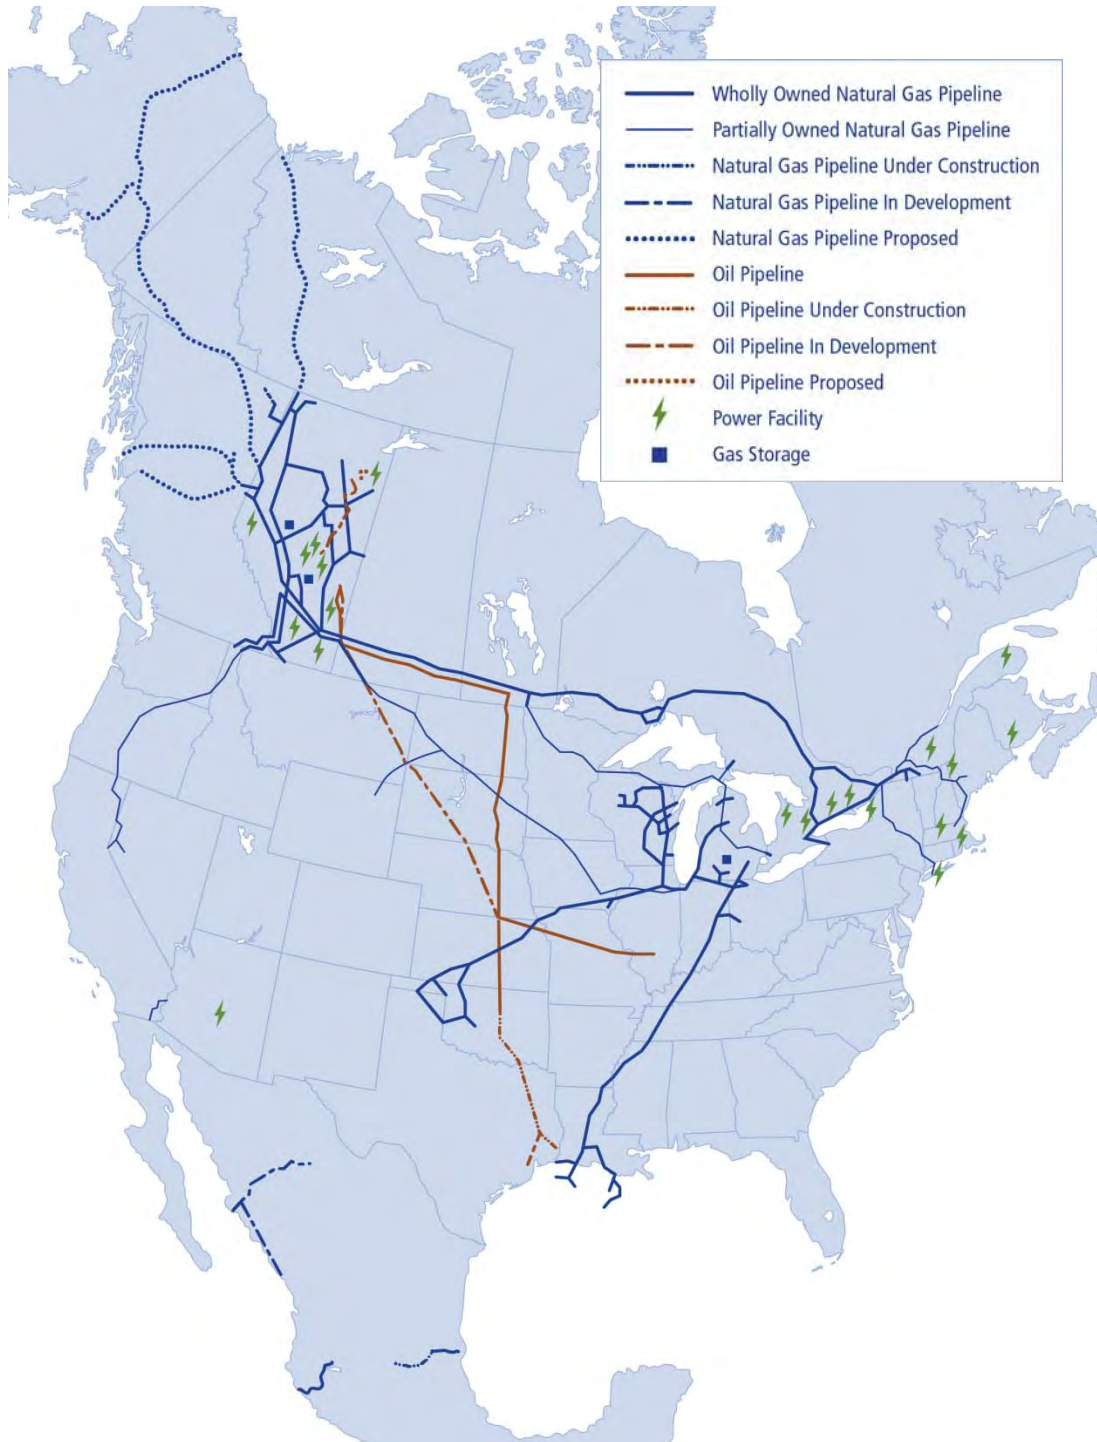 Wholly Owned Natural Gas Pipeline
Partially Owned Natural Gas Pipeline
Natural Gas Pipeline Under Construction
Natural Gas Pipeline In Development
Natural Gas Pipeline Proposed
Oil Pipeline
Oil Pipeline Under Construction
Oil Pipeline In Development
Oil Pipeline Proposed
Power Facility
Gas Storage